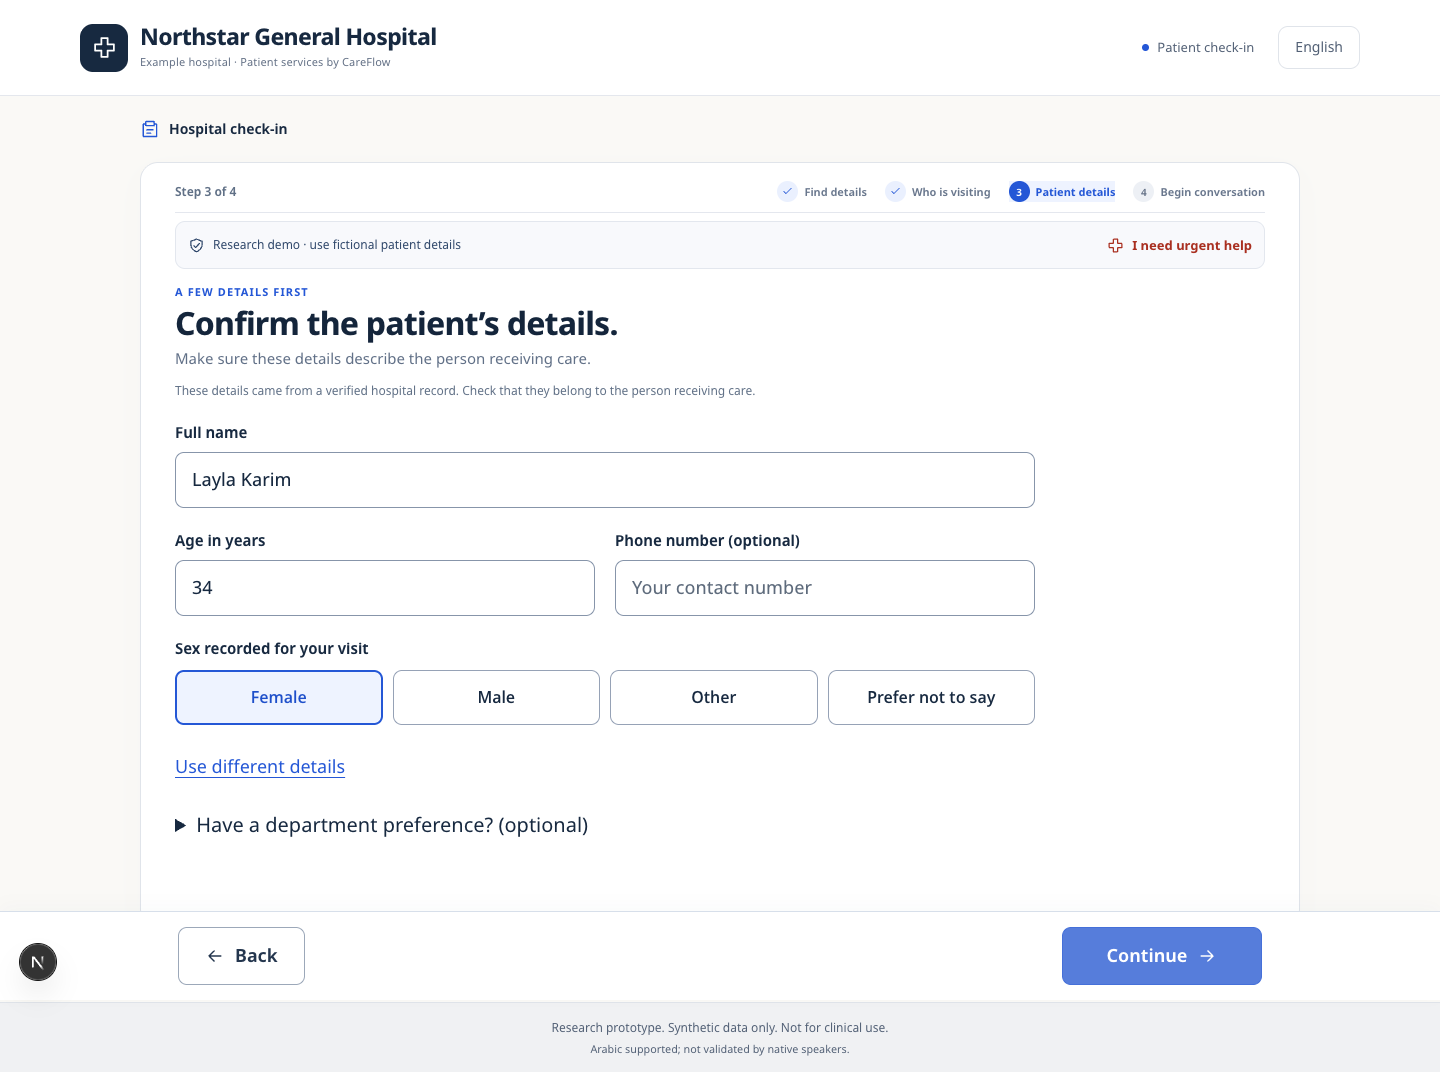 Northstar General Hospital
Example hospital · Patient services by CareFlow
Patient check-in
English
Hospital check-in
Step 3 of 4
Find details
Who is visiting
3 Patient details
4 Begin conversation
Research demo · use fictional patient details
I need urgent help
A FEW DETAILS FIRST
Confirm the patient’s details.
Make sure these details describe the person receiving care.
These details came from a verified hospital record. Check that they belong to the person receiving care.
Full name
Layla Karim
Age in years
34
Phone number (optional)
Your contact number
Sex recorded for your visit
Female
Male
Other
Prefer not to say
Use different details
Have a department preference? (optional)
Back
Continue
N
Research prototype. Synthetic data only. Not for clinical use.
Arabic supported; not validated by native speakers.